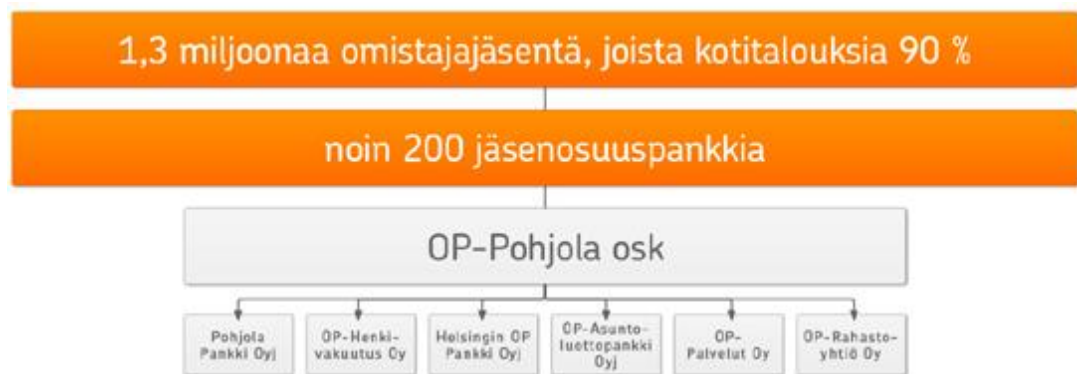 1,3 miljoonaa omistajajäsentä, joista kotitalouksia 90 %
noin 200 jäsenosuuspankkia
OP-Pohjola osk
Pohjola
Pankki Oyj
OP-Henki-
vakuutus Oy
Helsingin OP
Pankki Oyj
OP-Asunto-
luottopankki
Oyj
OP-
Palvelut Oy
OP-Rahasto-
yhtiö Oy